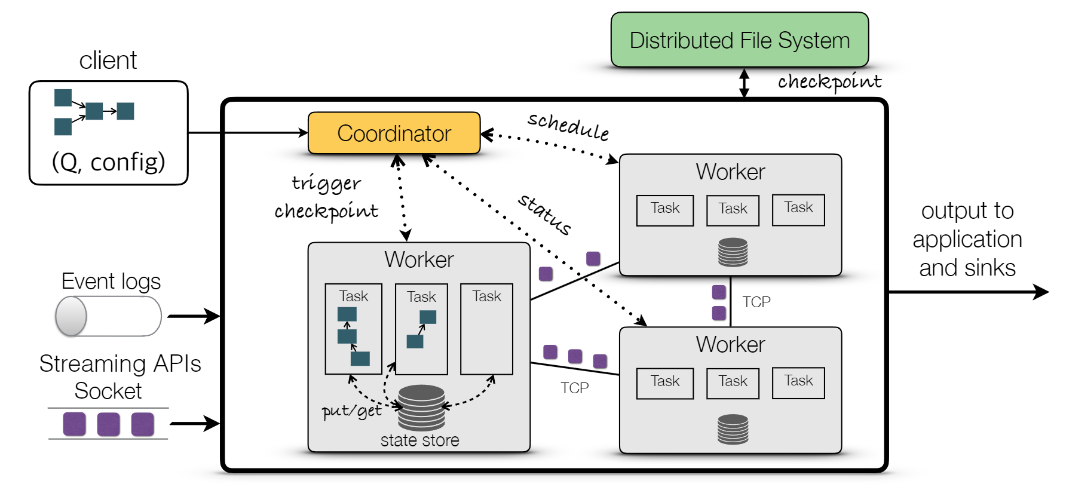 Distributed File System
checkpoint
client
(Q, config)
Coordinator
schedule
trigger
checkpoint
status
Worker
Task
Task
Task
output to
application
and sinks
Worker
Task
Task
Task
put/get
state store
Event logs
Streaming APIs
Socket
TCP
TCP
Worker
Task
Task
Task